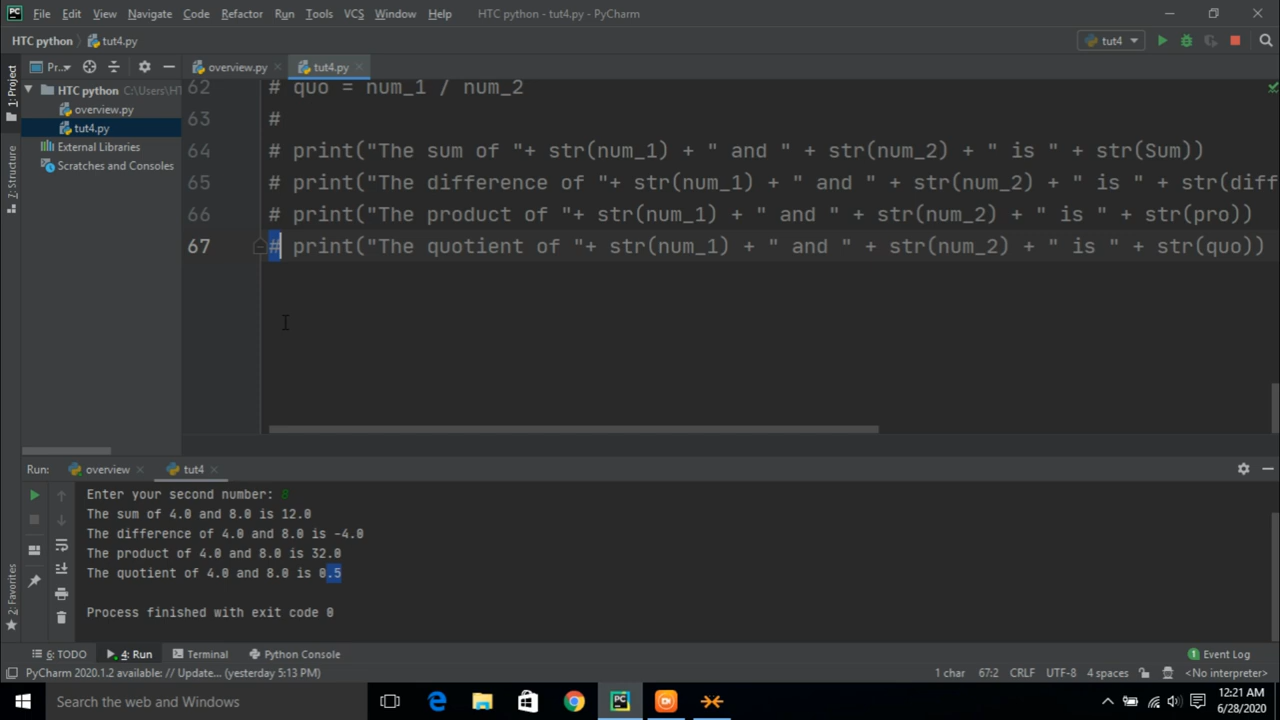 File Edit View Navigate Code Refactor Run Tools VCS Window Help HTC python - tut4.py - PyCharm
HTC python tut4.py tut4
1: Project
Pr.. overview.py tut4.py
HTC python C:\Users\HT
overview.py
tut4.py
External Libraries
Scratches and Consoles
7: Structure
62 # quo = num_1 / num_2
63 #
64 # print("The sum of "+ str(num_1) + " and " + str(num_2) + " is " + str(Sum))
65 # print("The difference of "+ str(num_1) + " and " + str(num_2) + " is " + str(diff
66 # print("The product of "+ str(num_1) + " and " + str(num_2) + " is " + str(pro))
67 # print("The quotient of "+ str(num_1) + " and " + str(num_2) + " is " + str(quo))
Run: overview tut4
Enter your second number: 8
The sum of 4.0 and 8.0 is 12.0
The difference of 4.0 and 8.0 is -4.0
The product of 4.0 and 8.0 is 32.0
The quotient of 4.0 and 8.0 is 0.5
Process finished with exit code 0
2: Favorites
6: TODO 4: Run Terminal Python Console 1 Event Log
PyCharm 2020.1.2 available: // Update... (yesterday 5:13 PM) 1 char 67:2 CRLF UTF-8 4 spaces <No interpreter>
Search the web and Windows
12:21 AM
6/28/2020